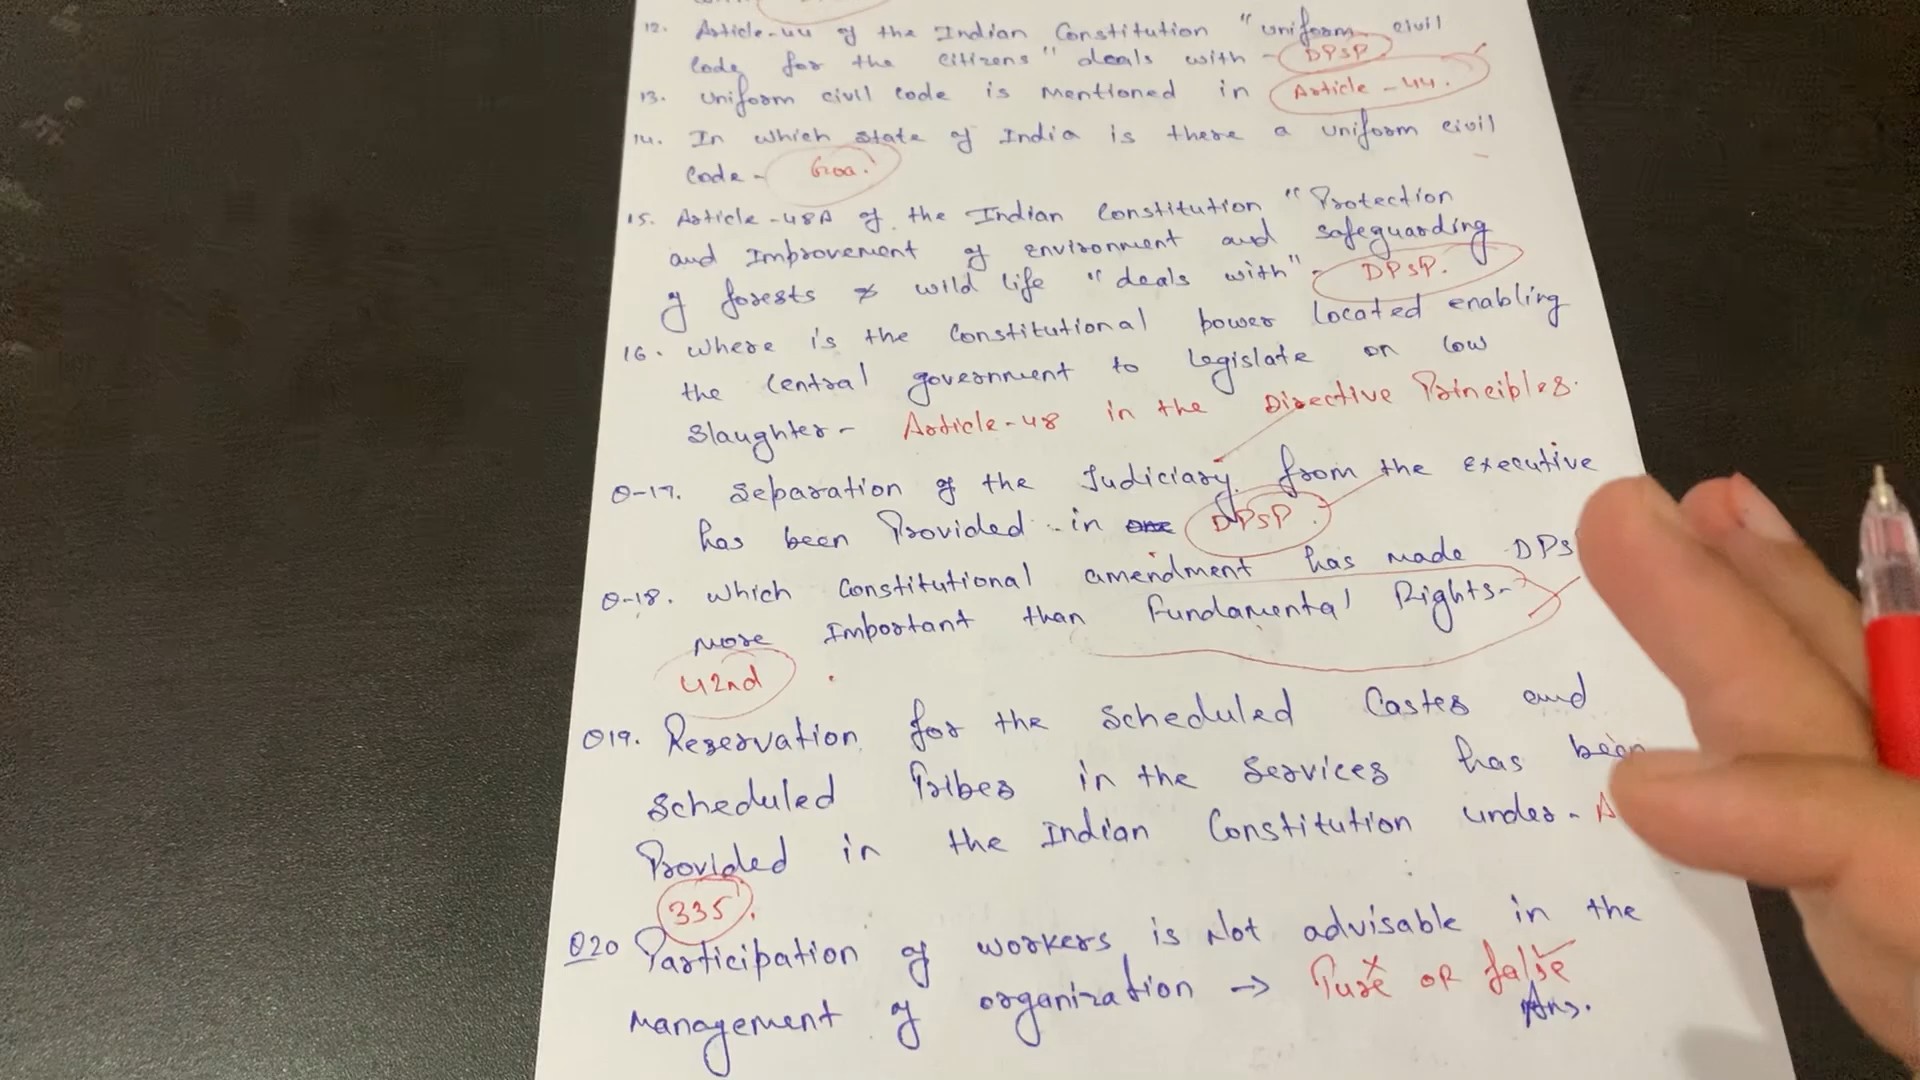 12. Article-44 of the Indian Constitution "uniform civil
Code for the citizens" deals with - DPSP
13. Uniform civil code is mentioned in Article -44.
14. In which state of India is there a uniform civil
Code - Goa.
15. Article -48A of the Indian Constitution "Protection
and Improvement of environment and safeguarding
of forests & wild life "deals with" - DPSP.
16. Where is the Constitutional power located enabling
the Central government to legislate on cow
Slaughter - Article-48 in the Directive Principles.
Q-17. Separation of the Judiciary from the executive
has been Provided in DPSP.
Q-18. Which Constitutional amendment has made DPS
more Important than Fundamental Rights-
42nd
Q19. Reservation for the Scheduled Castes and
Scheduled Tribes in the Services has been
Provided in the Indian Constitution under - A
335.
Q20 Participation of workers is Not advisable in the
Management of organization → Ture or false
Ans.